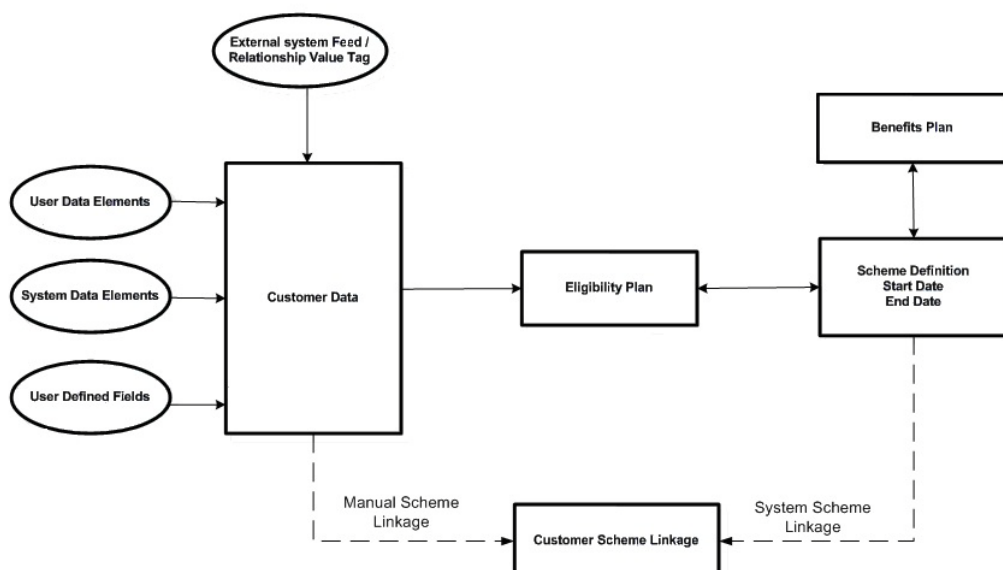 External system Feed /
Relationship Value Tag
Benefits Plan
User Data Elements
System Data Elements
User Defined Fields
Customer Data
Eligibility Plan
Scheme Definition
Start Date
End Date
Manual Scheme
Linkage
System Scheme
Linkage
Customer Scheme Linkage